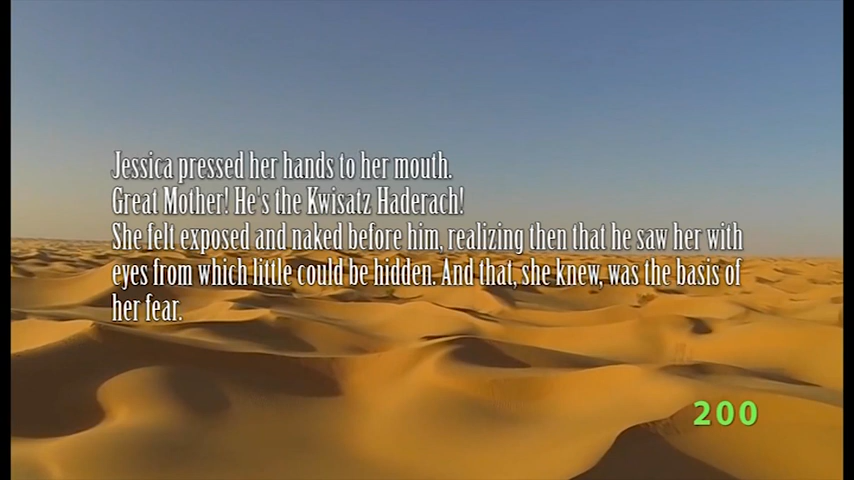 Jessica pressed her hands to her mouth.
Great Mother! He's the Kwisatz Haderach!
She felt exposed and naked before him, realizing then that he saw her with
eyes from which little could be hidden. And that, she knew, was the basis of
her fear.
200